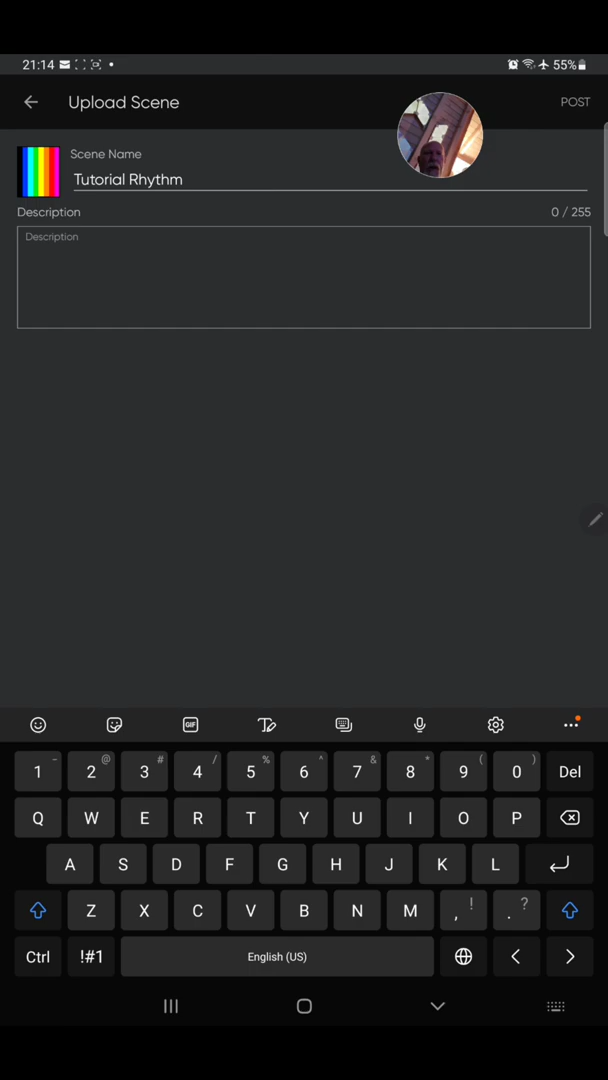 21:14
55%
Upload Scene
POST
Scene Name
Tutorial Rhythm
Description
0 / 255
Description
GIF
1 ~ 2 @ 3 # 4 / 5 % 6 ^ 7 & 8 * 9 ( 0 ) Del
Q W E R T Y U I O P
A S D F G H J K L
Z X C V B N M , ! . ?
Ctrl !#1 English (US) < >